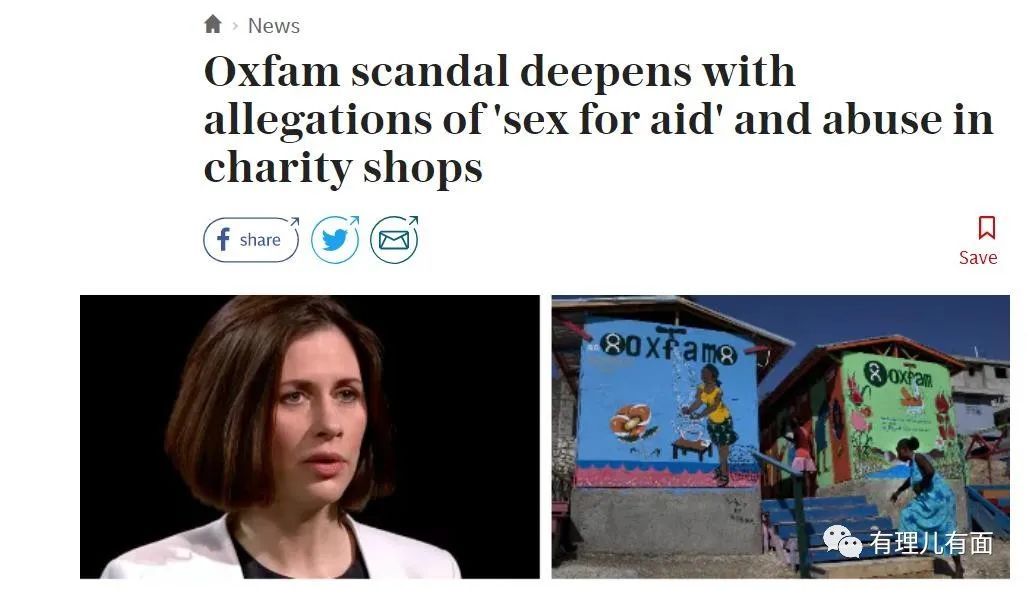 News
Oxfam scandal deepens with
allegations of 'sex for aid' and abuse in
charity shops
share
Save
oxfam
oxfam
有理儿有面